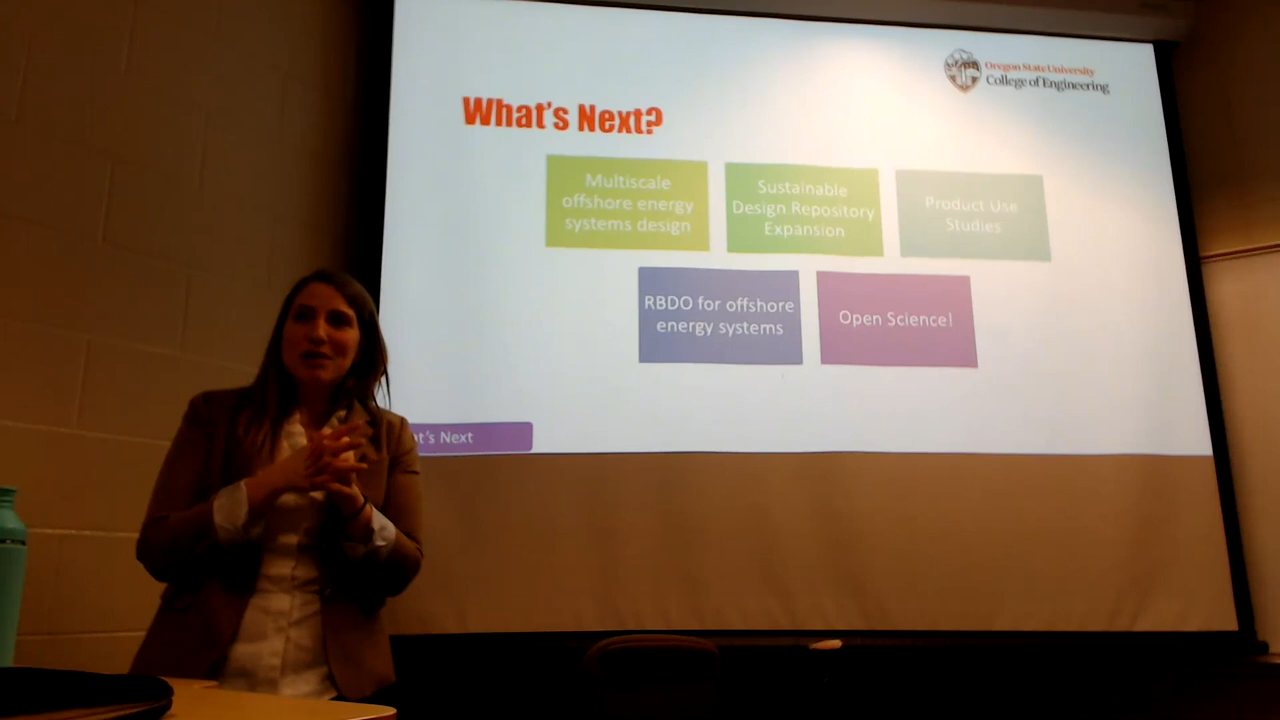 Oregon State University
College of Engineering
What's Next?
Multiscale
offshore energy
systems design
Sustainable
Design Repository
Expansion
Product Use
Studies
RBDO for offshore
energy systems
Open Science!
at's Next